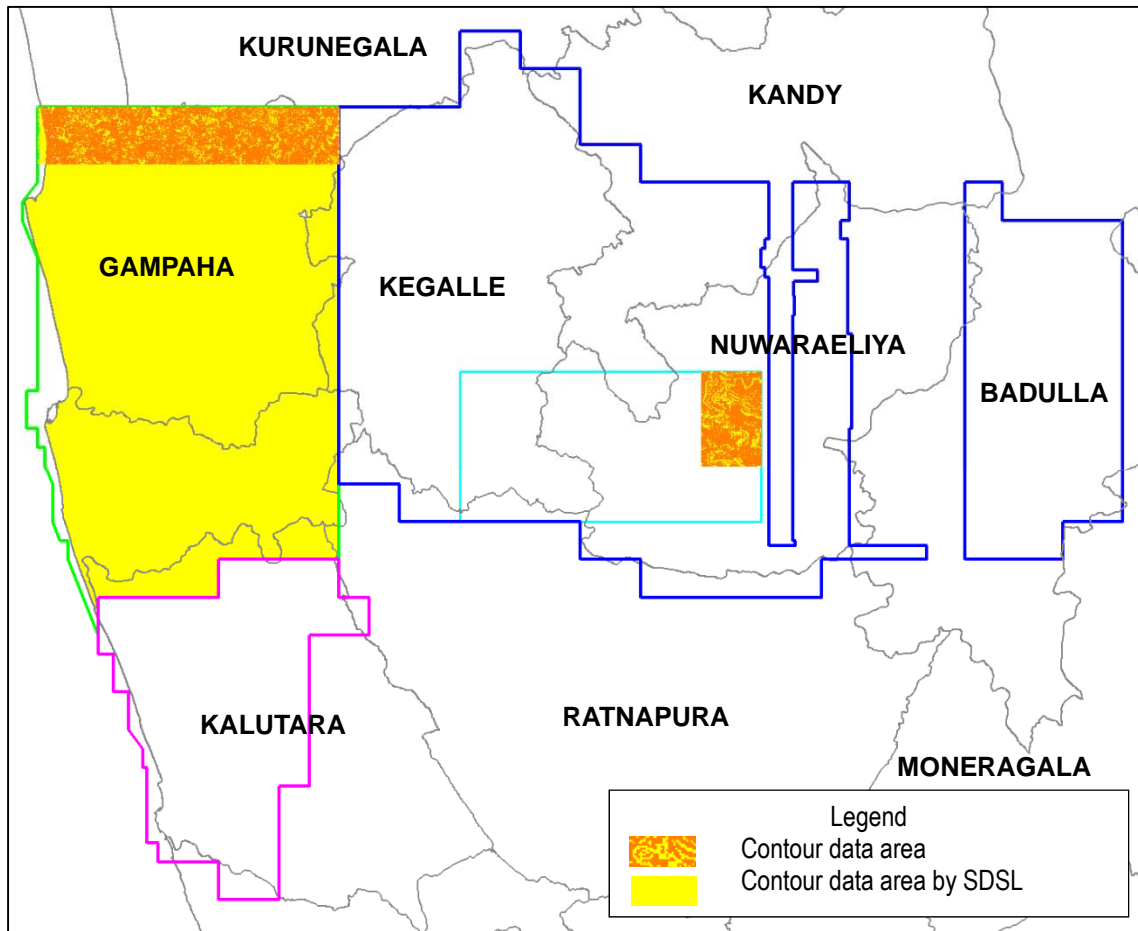 KURUNEGALA
KANDY
GAMPAHA
KEGALLE
NUWARAELIYA
BADULLA
KALUTARA
RATNAPURA
MONERAGALA
Legend
Contour data area
Contour data area by SDSL